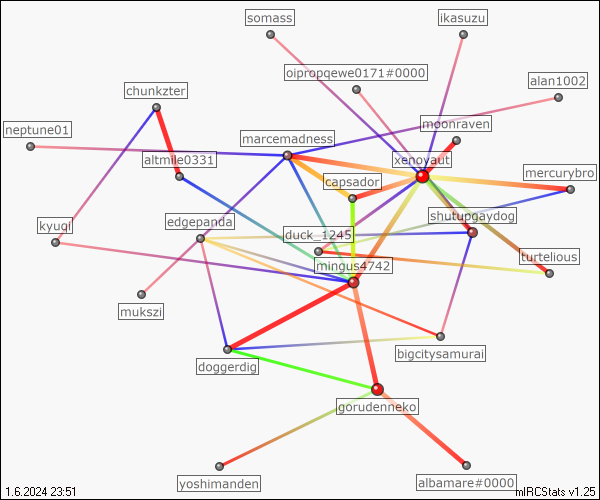 somass
ikasuzu
oipropqewe0171#0000
alan1002
chunkzter
moonraven
neptune01
marcemadness
altmile0331
xenoyaut
mercurybro
capsador
shutupgaydog
edgepanda
kyuql
duck_1245
turtelious
mingus4742
mukszi
bigcitysamurai
doggerdig
gorudenneko
yoshimanden
albamare#0000
1.6.2024 23:51
mIRCStats v1.25